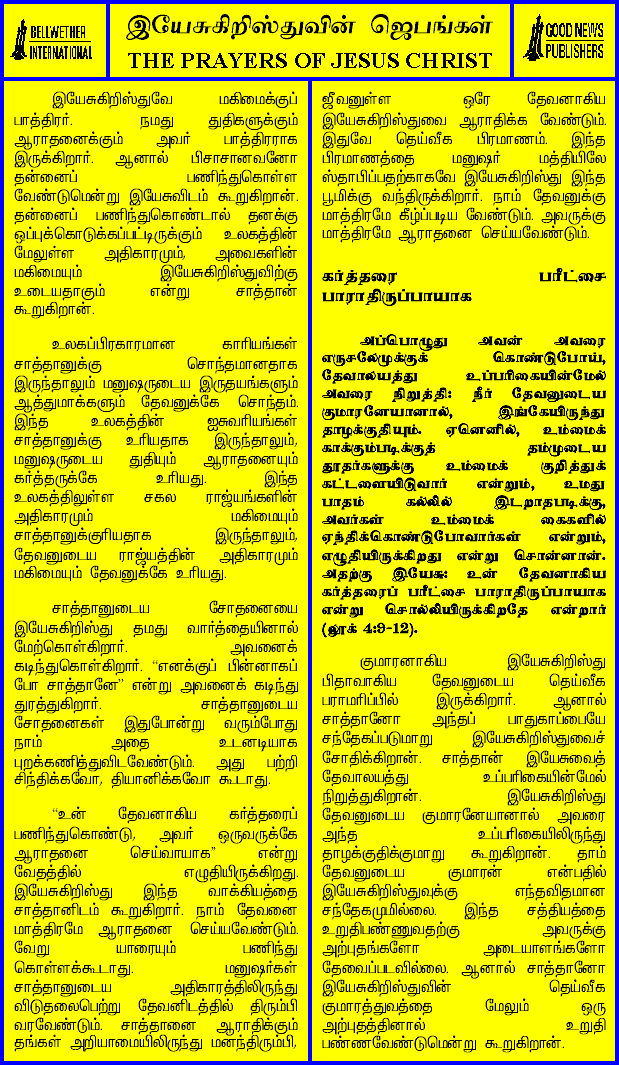 BELLWETHER
INTERNATIONAL
இயேசுகிறிஸ்துவின் ஜெபங்கள்
THE PRAYERS OF JESUS CHRIST
GOOD NEWS
PUBLISHERS
இயேசுகிறிஸ்துவே மகிமைக்குப்
பாத்திரர். நமது துதிகளுக்கும்
ஆராதனைக்கும் அவர் பாத்திரராக
இருக்கிறார். ஆனால் பிசாசானவனோ
தன்னைப் பணிந்துகொள்ள
வேண்டுமென்று இயேசுவிடம் கூறுகிறான்.
தன்னைப் பணிந்துகொண்டால் தனக்கு
ஒப்புக்கொடுக்கப்பட்டிருக்கும் உலகத்தின்
மேலுள்ள அதிகாரமும், அவைகளின்
மகிமையும் இயேசுகிறிஸ்துவிற்கு
உடையதாகும் என்று சாத்தான்
கூறுகிறான்.
உலகப்பிரகாரமான காரியங்கள்
சாத்தானுக்கு சொந்தமானதாக
இருந்தாலும் மனுஷருடைய இருதயங்களும்
ஆத்துமாக்களும் தேவனுக்கே சொந்தம்.
இந்த உலகத்தின் ஐசுவரியங்கள்
சாத்தானுக்கு உரியதாக இருந்தாலும்,
மனுஷருடைய துதியும் ஆராதனையும்
கர்த்தருக்கே உரியது. இந்த
உலகத்திலுள்ள சகல ராஜ்யங்களின்
அதிகாரமும் மகிமையும்
சாத்தானுக்குரியதாக இருந்தாலும்,
தேவனுடைய ராஜ்யத்தின் அதிகாரமும்
மகிமையும் தேவனுக்கே உரியது.
சாத்தானுடைய சோதனையை
இயேசுகிறிஸ்து தமது வார்த்தையினால்
மேற்கொள்கிறார். அவனைக்
கடிந்துகொள்கிறார். “எனக்குப் பின்னாகப்
போ சாத்தானே” என்று அவனைக் கடிந்து
துரத்துகிறார். சாத்தானுடைய
சோதனைகள் இதுபோன்று வரும்போது
நாம் அதை உடனடியாக
புறக்கணித்துவிடவேண்டும். அது பற்றி
சிந்திக்கவோ, தியானிக்கவோ கூடாது.
“உன் தேவனாகிய கர்த்தரைப்
பணிந்துகொண்டு, அவர் ஒருவருக்கே
ஆராதனை செய்வாயாக” என்று
வேதத்தில் எழுதியிருக்கிறது.
இயேசுகிறிஸ்து இந்த வாக்கியத்தை
சாத்தானிடம் கூறுகிறார். நாம் தேவனை
மாத்திரமே ஆராதனை செய்யவேண்டும்.
வேறு யாரையும் பணிந்து
கொள்ளக்கூடாது. மனுஷர்கள்
சாத்தானுடைய அதிகாரத்திலிருந்து
விடுதலைபெற்று தேவனிடத்தில் திரும்பி
வரவேண்டும். சாத்தானை ஆராதிக்கும்
தங்கள் அறியாமையிலிருந்து மனந்திரும்பி,
ஜீவனுள்ள ஒரே தேவனாகிய
இயேசுகிறிஸ்துவை ஆராதிக்க வேண்டும்.
இதுவே தெய்வீக பிரமாணம். இந்த
பிரமாணத்தை மனுஷர் மத்தியிலே
ஸ்தாபிப்பதற்காகவே இயேசுகிறிஸ்து இந்த
பூமிக்கு வந்திருக்கிறார். நாம் தேவனுக்கு
மாத்திரமே கீழ்ப்படிய வேண்டும். அவருக்கு
மாத்திரமே ஆராதனை செய்யவேண்டும்.
கர்த்தரை பரீட்சை
பாராதிருப்பாயாக
அப்பொழுது அவன் அவரை
எருசலேமுக்குக் கொண்டுபோய்,
தேவாலயத்து உப்பரிகையின்மேல்
அவரை நிறுத்தி: நீர் தேவனுடைய
குமாரனேயானால், இங்கேயிருந்து
தாழக்குதியும். ஏனெனில், உம்மைக்
காக்கும்படிக்குத் தம்முடைய
தூதர்களுக்கு உம்மைக் குறித்துக்
கட்டளையிடுவார் என்றும், உமது
பாதம் கல்லில் இடறாதபடிக்கு,
அவர்கள் உம்மைக் கைகளில்
ஏந்திக்கொண்டுபோவார்கள் என்றும்,
எழுதியிருக்கிறது என்று சொன்னான்.
அதற்கு இயேசு: உன் தேவனாகிய
கர்த்தரைப் பரீட்சை பாராதிருப்பாயாக
என்று சொல்லியிருக்கிறதே என்றார்
(லூக் 4:9-12).
குமாரனாகிய இயேசுகிறிஸ்து
பிதாவாகிய தேவனுடைய தெய்வீக
பராமரிப்பில் இருக்கிறார். ஆனால்
சாத்தானோ அந்தப் பாதுகாப்பையே
சந்தேகப்படுமாறு இயேசுகிறிஸ்துவைச்
சோதிக்கிறான். சாத்தான் இயேசுவைத்
தேவாலயத்து உப்பரிகையின்மேல்
நிறுத்துகிறான். இயேசுகிறிஸ்து
தேவனுடைய குமாரனேயானால் அவரை
அந்த உப்பரிகையிலிருந்து
தாழக்குதிக்குமாறு கூறுகிறான். தாம்
தேவனுடைய குமாரன் என்பதில்
இயேசுகிறிஸ்துவுக்கு எந்தவிதமான
சந்தேகமுமில்லை. இந்த சத்தியத்தை
உறுதிபண்ணுவதற்கு அவருக்கு
அற்புதங்களோ அடையாளங்களோ
தேவைப்படவில்லை. ஆனால் சாத்தானோ
இயேசுகிறிஸ்துவின் தெய்வீக
குமாரத்துவத்தை மேலும் ஒரு
அற்புதத்தினால் உறுதி
பண்ணவேண்டுமென்று கூறுகிறான்.